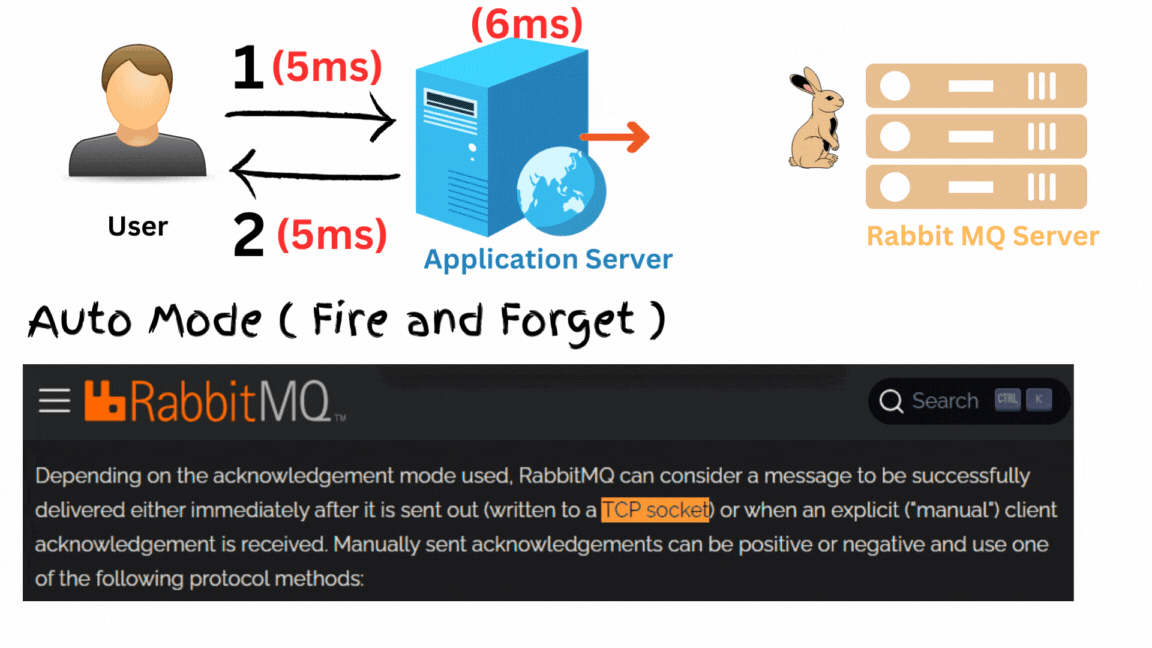 (6ms)
1 (5ms)
2 (5ms)
User
Application Server
Rabbit MQ Server
Auto Mode ( Fire and Forget )
RabbitMQ™
Search CTRL K
Depending on the acknowledgement mode used, RabbitMQ can consider a message to be successfully
delivered either immediately after it is sent out (written to a TCP socket) or when an explicit ("manual") client
acknowledgement is received. Manually sent acknowledgements can be positive or negative and use one
of the following protocol methods: